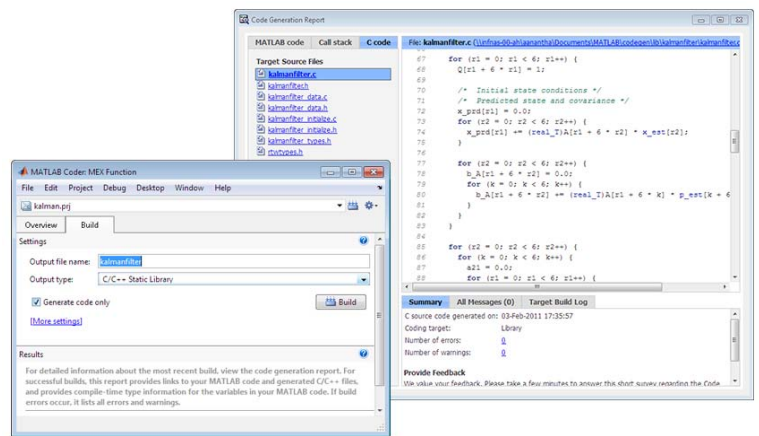 Code Generation Report
MATLAB code Call stack C code
Target Source Files
kalmanfilter.c
kalmanfilter.h
kalmanfilter_data.c
kalmanfilter_data.h
kalmanfilter_initialize.c
kalmanfilter_initialize.h
kalmanfilter_types.h
rtwtypes.h
File: kalmanfilter.c (\\mfnas-00-ah\aanantha\Documents\MATLAB\codegen\lib\kalmanfilter\kalmanfilter.c
67 for (r1 = 0; r1 < 6; r1++) {
68 Q[r1 + 6 * r1] = 1;
69
70 /* Initial state conditions */
71 /* Predicted state and covariance */
72 x_prd[r1] = 0.0;
73 for (r2 = 0; r2 < 6; r2++) {
74 x_prd[r1] += (real_T)A[r1 + 6 * r2] * x_est[r2];
75 }
76
77 for (r2 = 0; r2 < 6; r2++) {
78 b_A[r1 + 6 * r2] = 0.0;
79 for (k = 0; k < 6; k++) {
80 b_A[r1 + 6 * r2] += (real_T)A[r1 + 6 * k] * p_est[k + 6
81 }
82 }
83 }
84
85 for (r2 = 0; r2 < 6; r2++) {
86 for (k = 0; k < 6; k++) {
87 a21 = 0.0;
88 for (r1 = 0; r1 < 6; r1++) {
Summary All Messages (0) Target Build Log
C source code generated on: 03-Feb-2011 17:35:57
Coding target: Library
Number of errors: 0
Number of warnings: 0
Provide Feedback
We value your feedback. Please take a few minutes to answer this short survey regarding the Code
MATLAB Coder: MEX Function
File Edit Project Debug Desktop Window Help
kalman.prj
Overview Build
Settings
Output file name: kalmanfilter
Output type: C/C++ Static Library
Generate code only
Build
[More settings]
Results
For detailed information about the most recent build, view the code generation report. For
successful builds, this report provides links to your MATLAB code and generated C/C++ files,
and provides compile-time type information for the variables in your MATLAB code. If build
errors occur, it lists all errors and warnings.